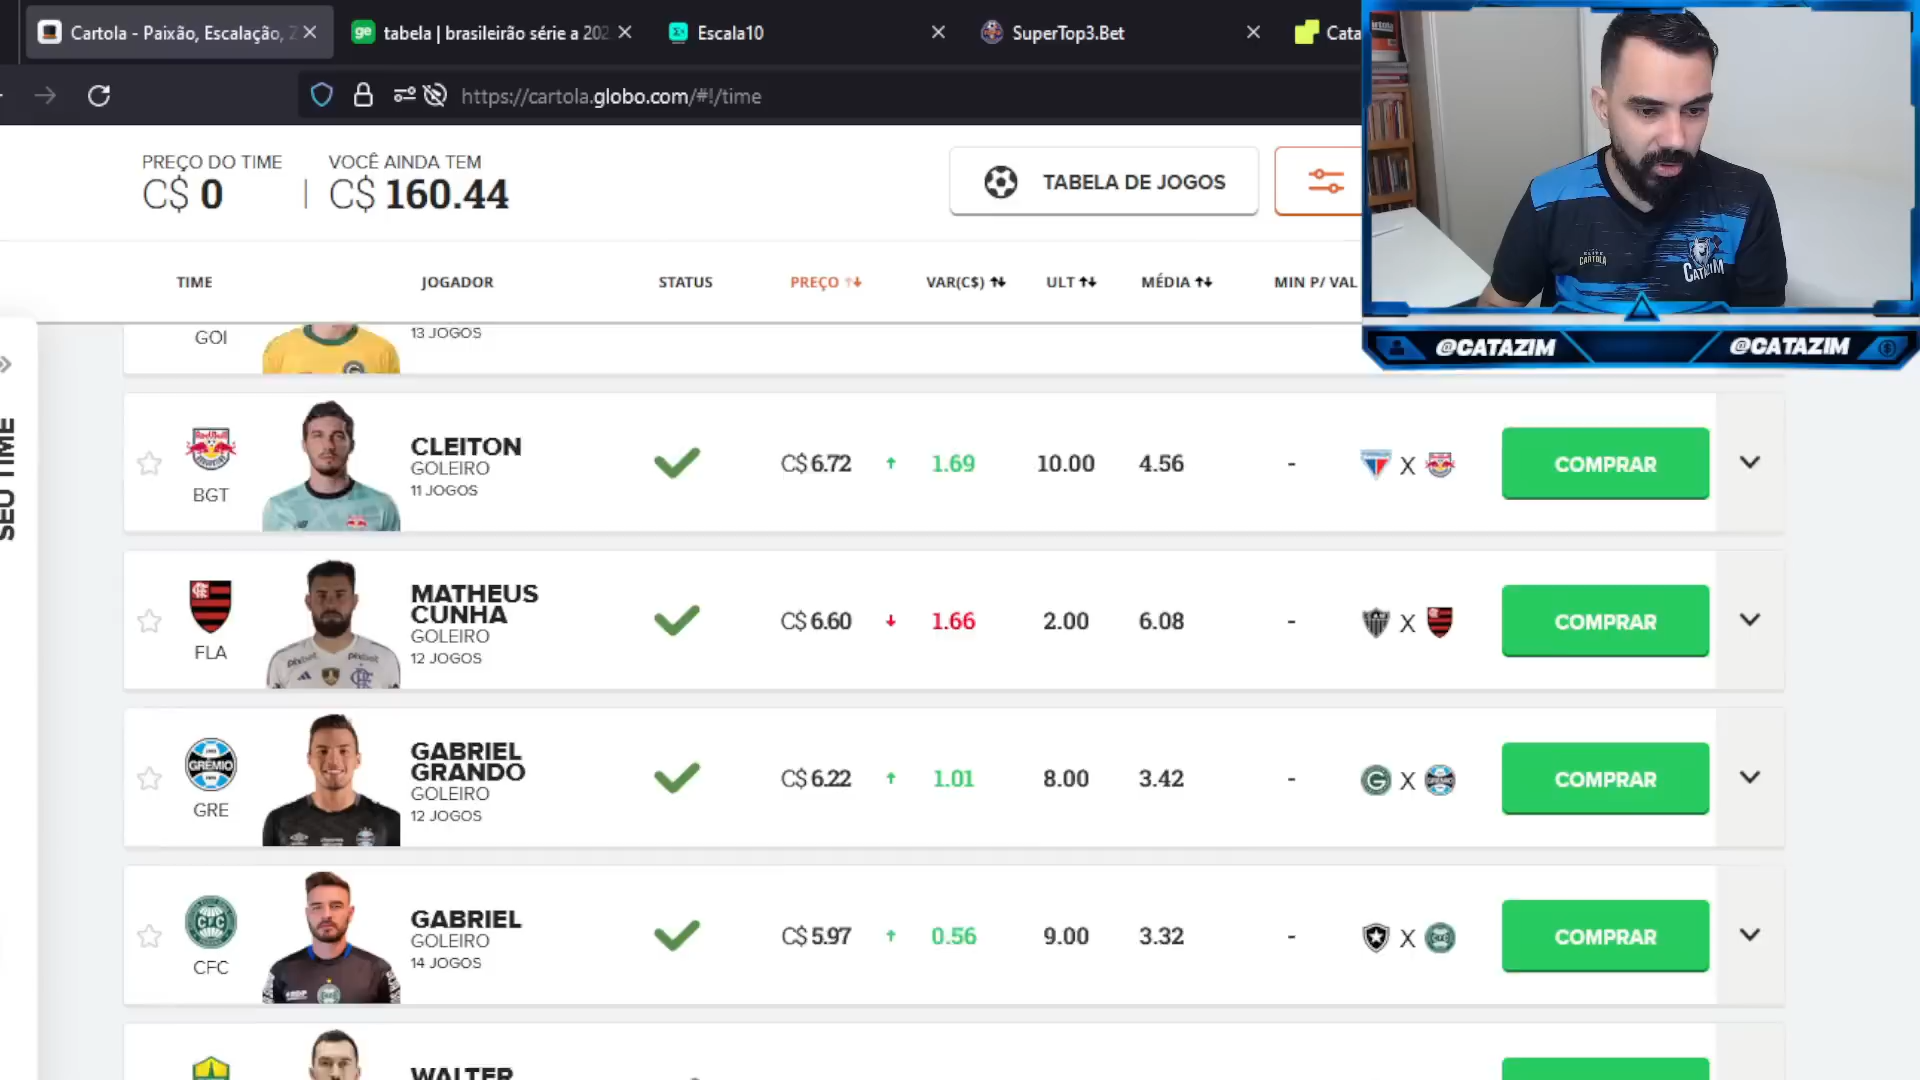 Cartola - Paixão, Escalação, Z
tabela | brasileirão série a 202
Escala10
SuperTop3.Bet
Cata
https://cartola.globo.com/#!/time
PREÇO DO TIME
C$ 0
VOCÊ AINDA TEM
C$ 160.44
TABELA DE JOGOS
TIME JOGADOR STATUS PREÇO VAR(C$) ULT MÉDIA MIN P/ VAL
@CATAZIM @CATAZIM
CARTOLA
CATAZIM
SEU TIME
GOI
13 JOGOS
BGT
CLEITON
GOLEIRO
11 JOGOS
C$ 6.72 1.69 10.00 4.56 - X
COMPRAR
FLA
MATHEUS
CUNHA
GOLEIRO
12 JOGOS
C$ 6.60 1.66 2.00 6.08 - X
COMPRAR
GRÊMIO
GRE
GABRIEL
GRANDO
GOLEIRO
12 JOGOS
C$ 6.22 1.01 8.00 3.42 - X
COMPRAR
CFC
CFC
GABRIEL
GOLEIRO
14 JOGOS
C$ 5.97 0.56 9.00 3.32 - X
COMPRAR
WALTER